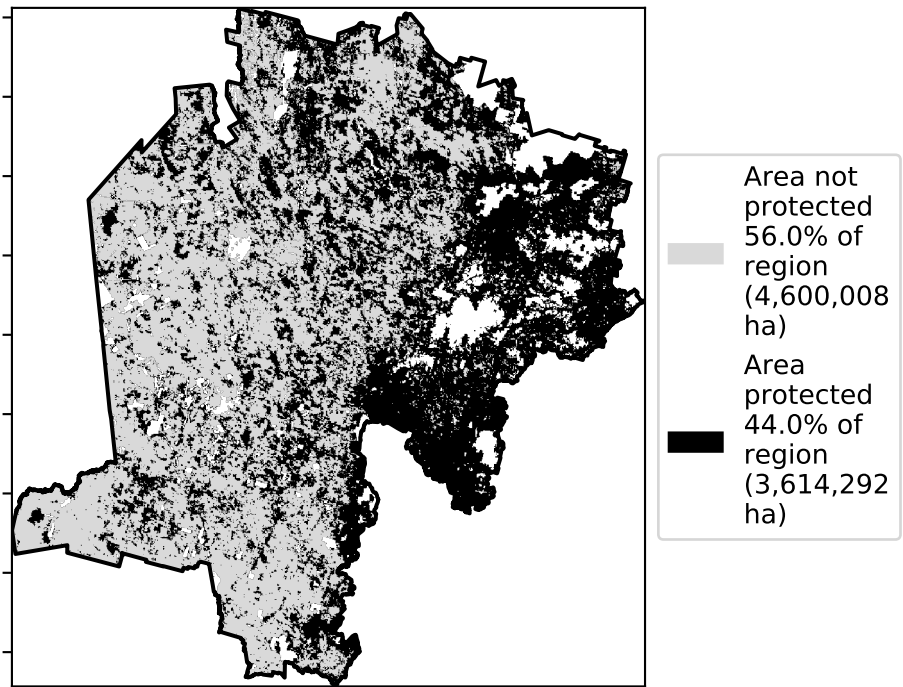 Area not
protected
56.0% of
region
(4,600,008
ha)
Area
protected
44.0% of
region
(3,614,292
ha)